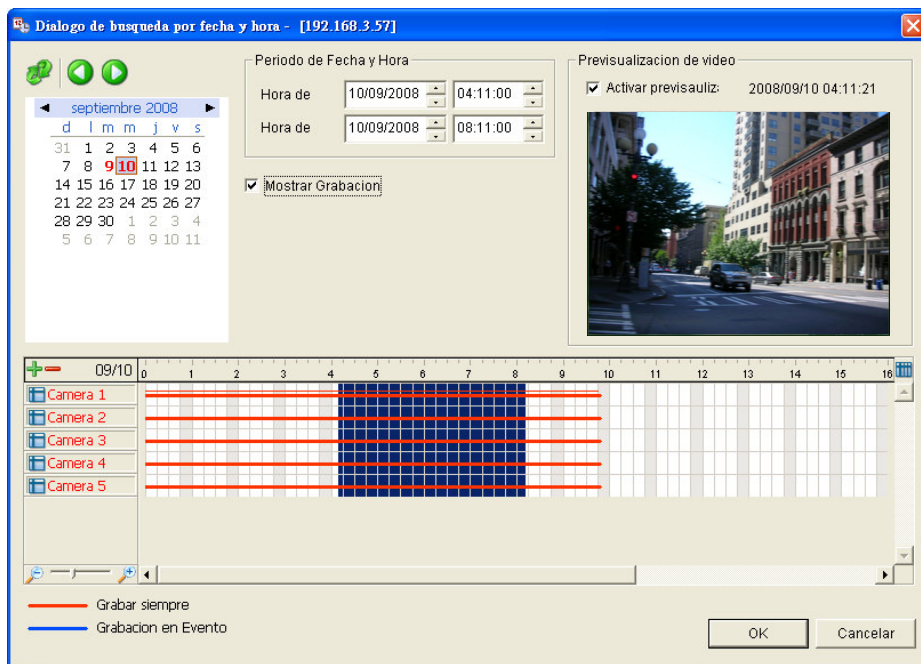 Dialogo de busqueda por fecha y hora - [192.168.3.57]
Periodo de Fecha y Hora
Hora de 10/09/2008 04:11:00
Hora de 10/09/2008 08:11:00
Previsualizacion de video
Activar previsauliz: 2008/09/10 04:11:21
septiembre 2008
d l m m j v s
31 1 2 3 4 5 6
7 8 9 10 11 12 13
14 15 16 17 18 19 20
21 22 23 24 25 26 27
28 29 30 1 2 3 4
5 6 7 8 9 10 11
Mostrar Grabacion
09/10 0 1 2 3 4 5 6 7 8 9 10 11 12 13 14 15 16
Camera 1
Camera 2
Camera 3
Camera 4
Camera 5
Grabar siempre
Grabacion en Evento
OK Cancelar